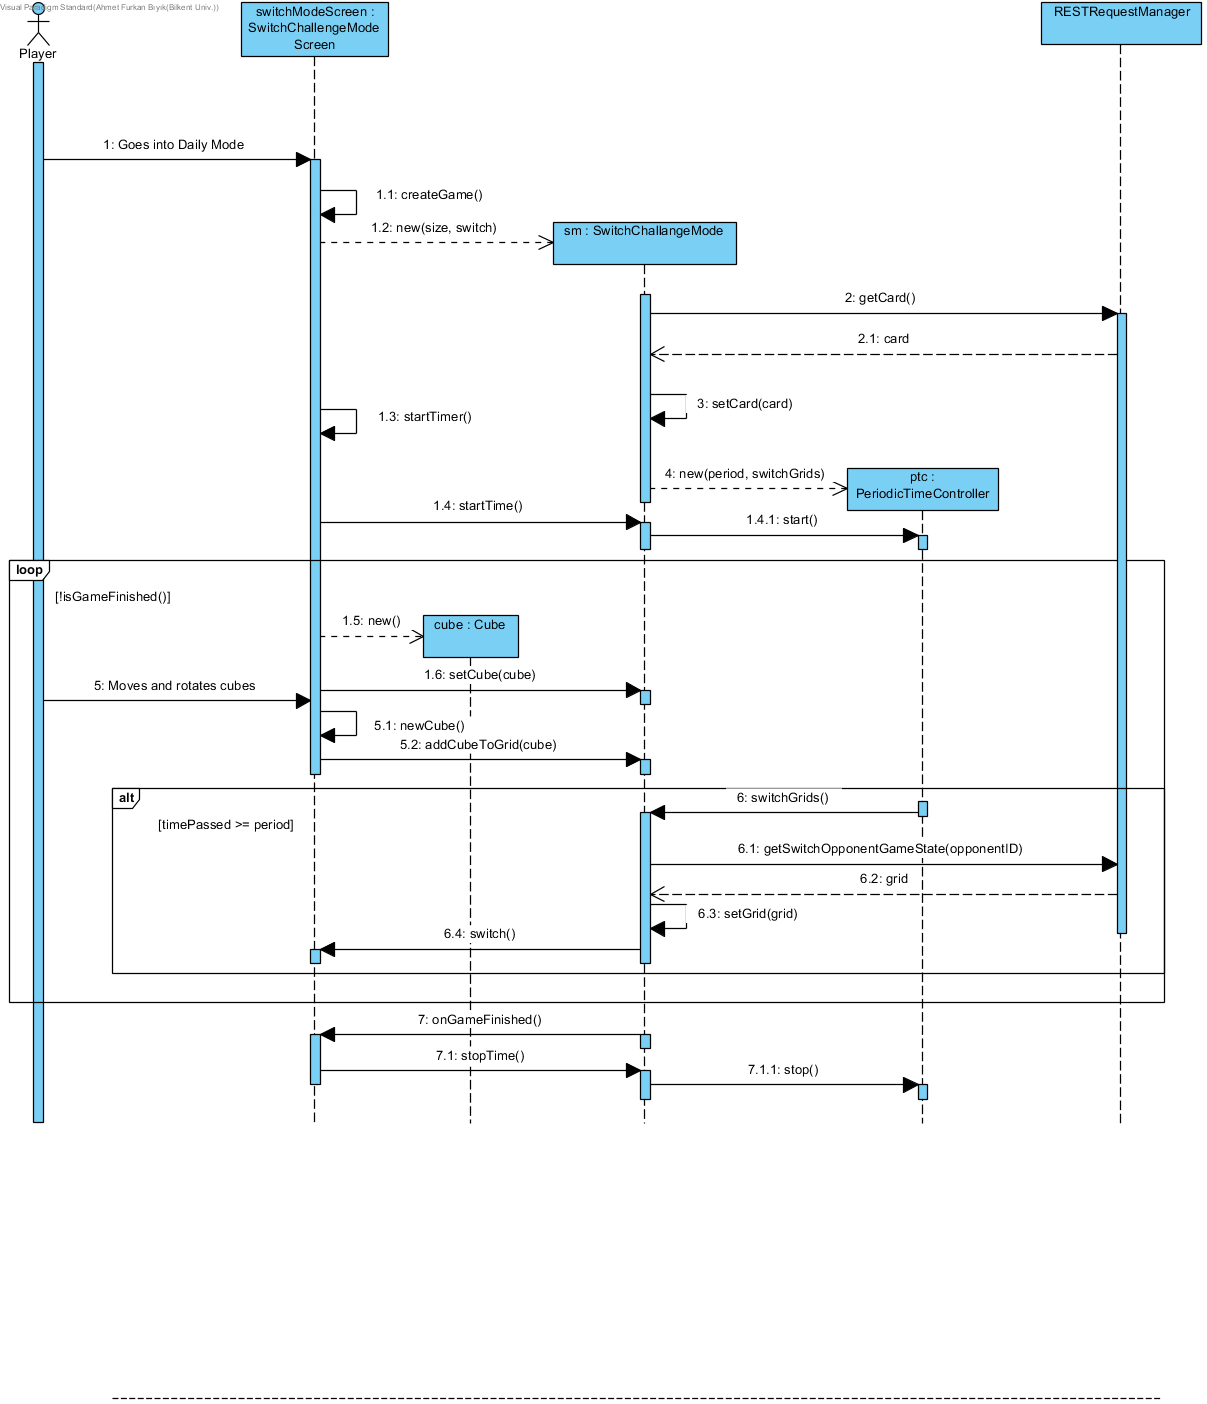 Visual Paradigm Standard(Ahmet Furkan Bıyık(Bilkent Univ.))
Player
switchModeScreen :
SwitchChallengeMode
Screen
RESTRequestManager
1: Goes into Daily Mode
1.1: createGame()
1.2: new(size, switch)
sm : SwitchChallangeMode
2: getCard()
2.1: card
3: setCard(card)
1.3: startTimer()
4: new(period, switchGrids)
ptc :
PeriodicTimeController
1.4: startTime()
1.4.1: start()
loop
[!isGameFinished()]
1.5: new()
cube : Cube
1.6: setCube(cube)
5: Moves and rotates cubes
5.1: newCube()
5.2: addCubeToGrid(cube)
alt
6: switchGrids()
[timePassed >= period]
6.1: getSwitchOpponentGameState(opponentID)
6.2: grid
6.3: setGrid(grid)
6.4: switch()
7: onGameFinished()
7.1: stopTime()
7.1.1: stop()